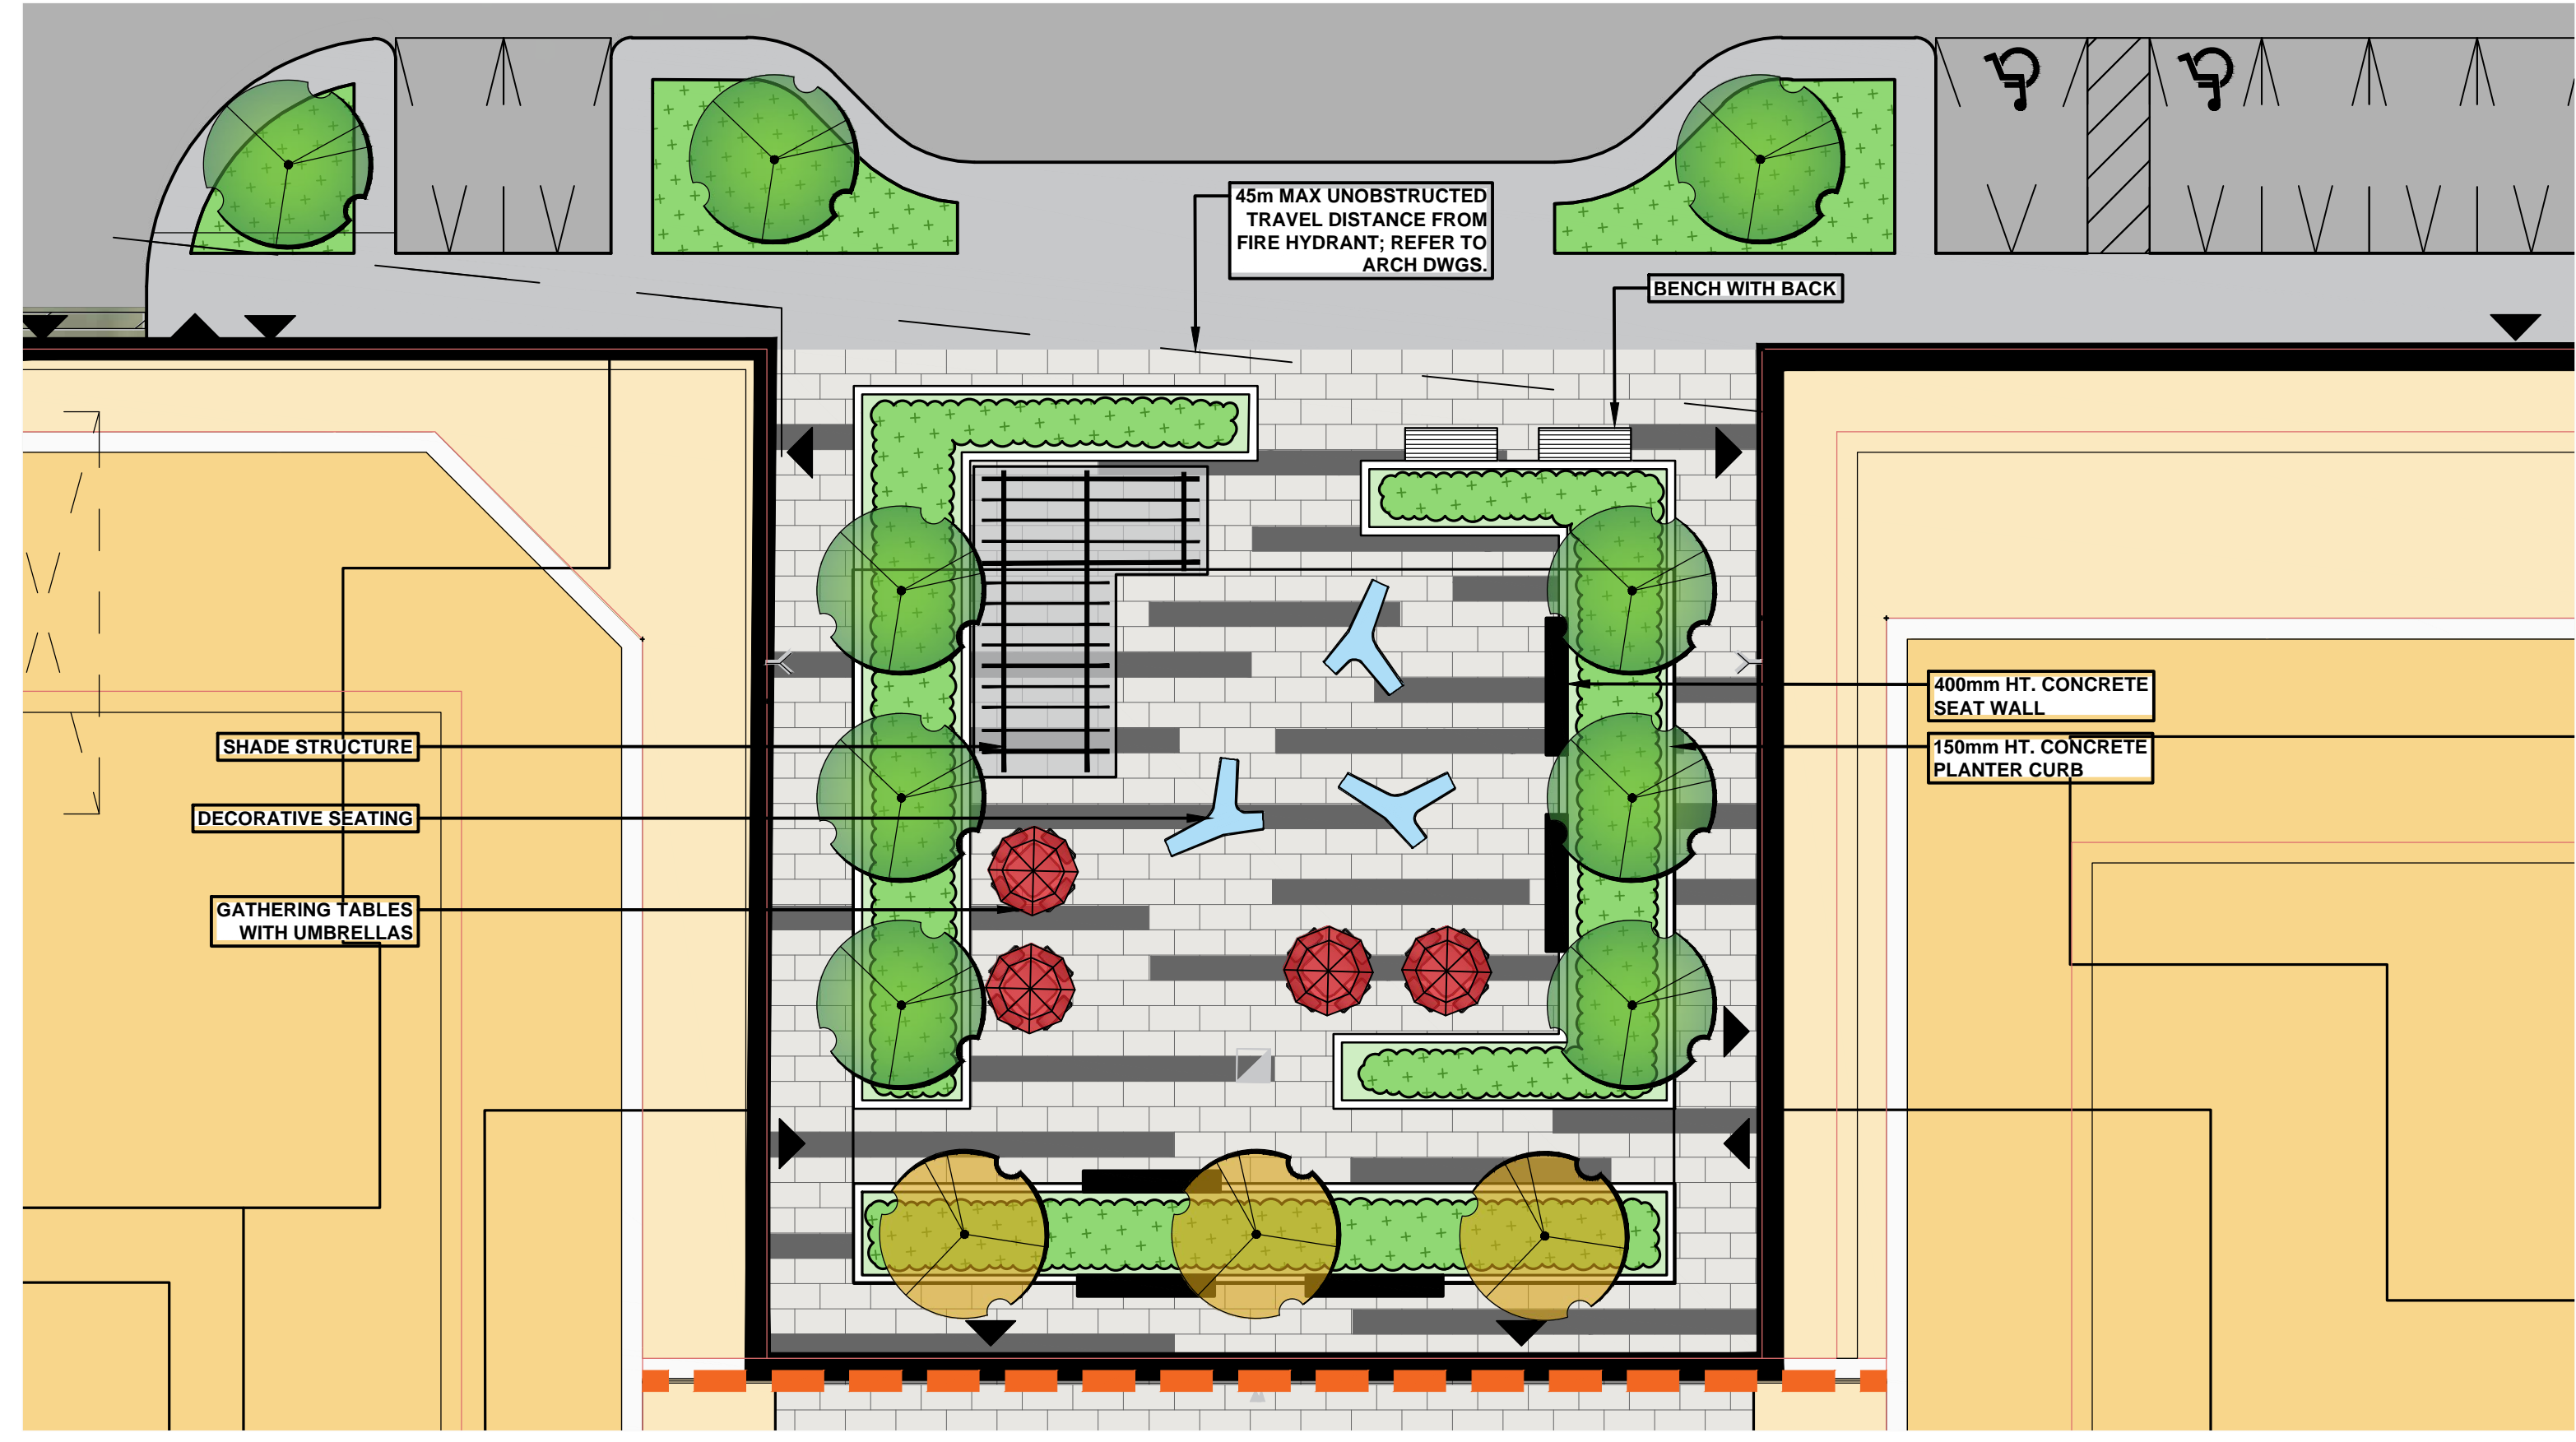 45m MAX UNOBSTRUCTED
TRAVEL DISTANCE FROM
FIRE HYDRANT; REFER TO
ARCH DWGS.
BENCH WITH BACK
400mm HT. CONCRETE
SEAT WALL
150mm HT. CONCRETE
PLANTER CURB
SHADE STRUCTURE
DECORATIVE SEATING
GATHERING TABLES
WITH UMBRELLAS